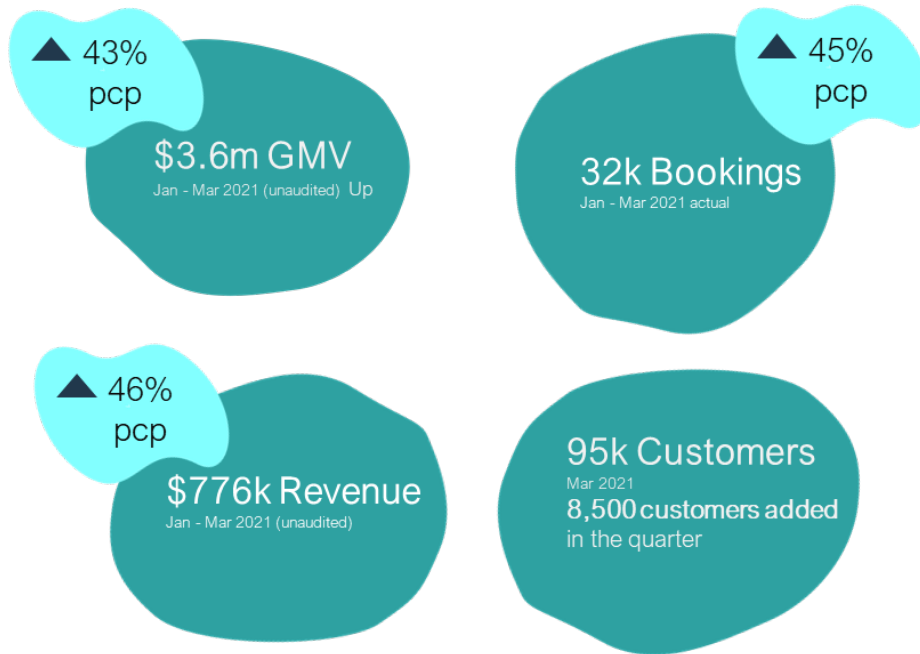 43%
pcp
$3.6m GMV
Jan - Mar 2021 (unaudited) Up
45%
pcp
32k Bookings
Jan - Mar 2021 actual
46%
pcp
$776k Revenue
Jan - Mar 2021 (unaudited)
95k Customers
Mar 2021
8,500 customers added
in the quarter